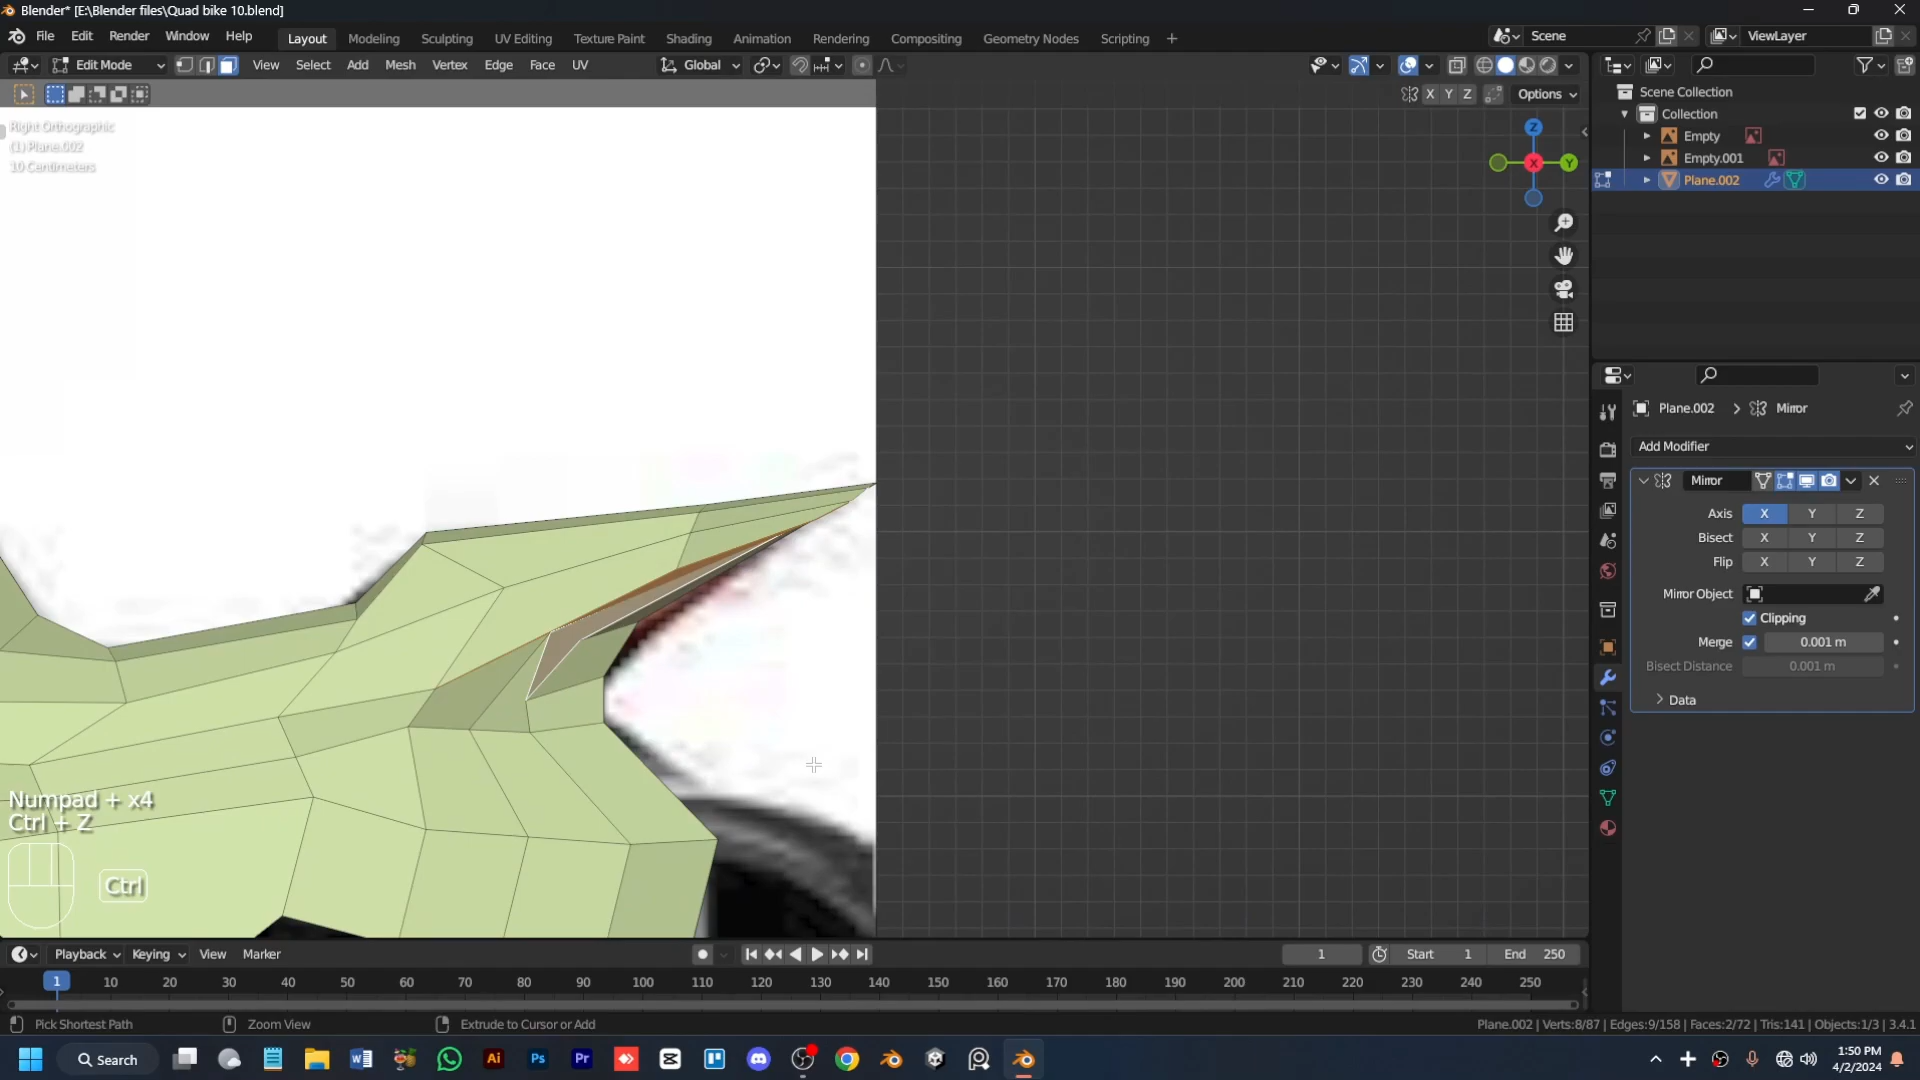 Blender* [E:\Blender files\Quad bike 10.blend]
File Edit Render Window Help Layout Modeling Sculpting UV Editing Texture Paint Shading Animation Rendering Compositing Geometry Nodes Scripting + Scene ViewLayer
Edit Mode View Select Add Mesh Vertex Edge Face UV Global
X Y Z Options
Right Orthographic
(1) Plane.002
10 Centimeters
Z
X Y
Scene Collection
Collection
Empty
Empty.001
Plane.002
Plane.002 > Mirror
Add Modifier
Mirror
Axis X Y Z
Bisect X Y Z
Flip X Y Z
Mirror Object
Clipping
Merge 0.001 m
Bisect Distance 0.001 m
Data
Numpad + x4
Ctrl + Z
Ctrl
Playback Keying View Marker 1 Start 1 End 250
1 10 20 30 40 50 60 70 80 90 100 110 120 130 140 150 160 170 180 190 200 210 220 230 240 250
Pick Shortest Path Zoom View Extrude to Cursor or Add Plane.002 | Verts:8/87 | Edges:9/158 | Faces:2/72 | Tris:141 | Objects:1/3 | 3.4.1
Search Ai Ps Pr 1:50 PM
4/2/2024